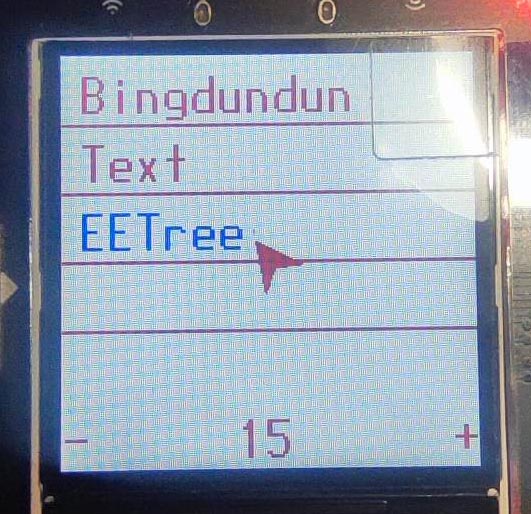 Bingdundun
Text
EETree
- 15 +